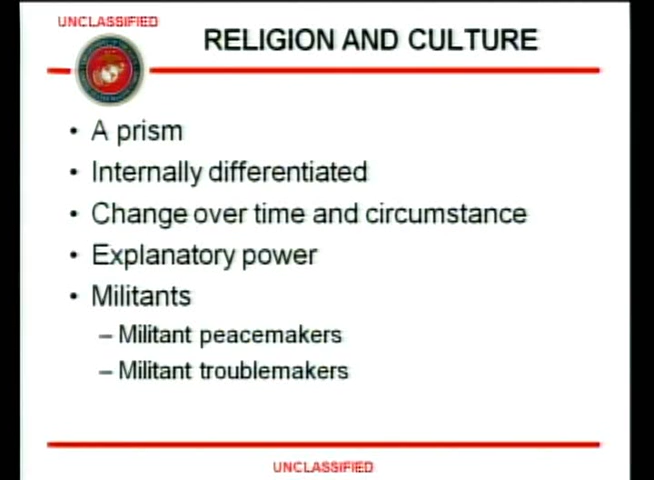 UNCLASSIFIED
RELIGION AND CULTURE
• A prism
• Internally differentiated
• Change over time and circumstance
• Explanatory power
• Militants
– Militant peacemakers
– Militant troublemakers
UNCLASSIFIED